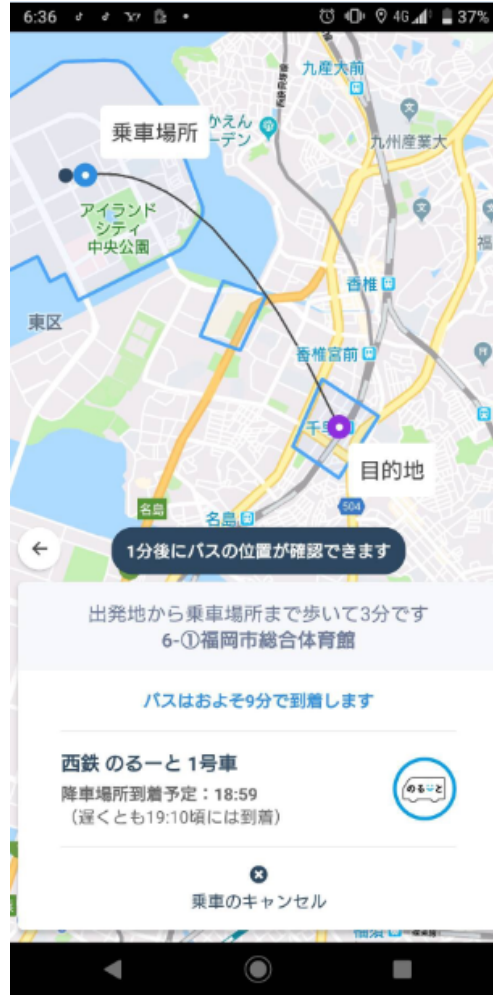 6:36
4G
37%
九産大前
西鉄貝塚線
乗車場所
かえん
ーデン
九州産業大
アイランド
シティ
中央公園
福
香椎
東区
香椎宮前
千早
目的地
504
名島
名島
1分後にバスの位置が確認できます
出発地から乗車場所まで歩いて3分です
6-①福岡市総合体育館
バスはおよそ9分で到着します
西鉄 のるーと 1号車
降車場所到着予定：18:59
（遅くとも19:10頃には到着）
のるーと
乗車のキャンセル